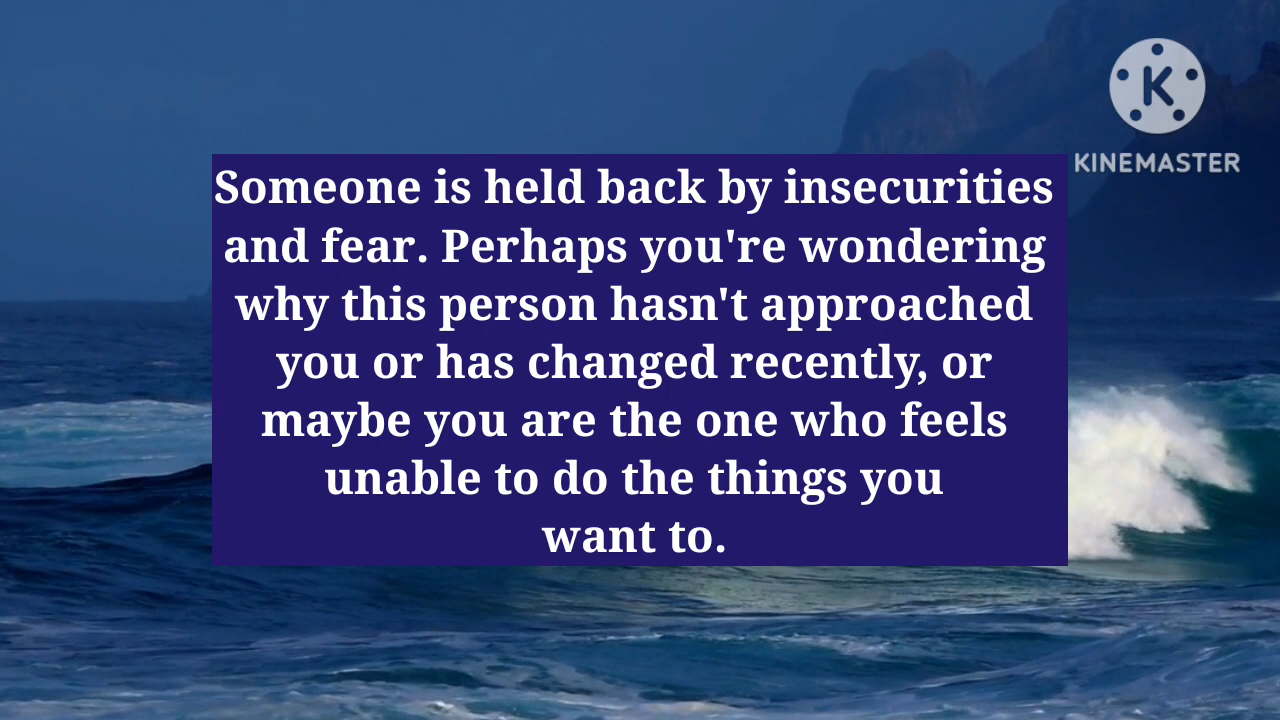 KINEMASTER
Someone is held back by insecurities
and fear. Perhaps you're wondering
why this person hasn't approached
you or has changed recently, or
maybe you are the one who feels
unable to do the things you
want to.